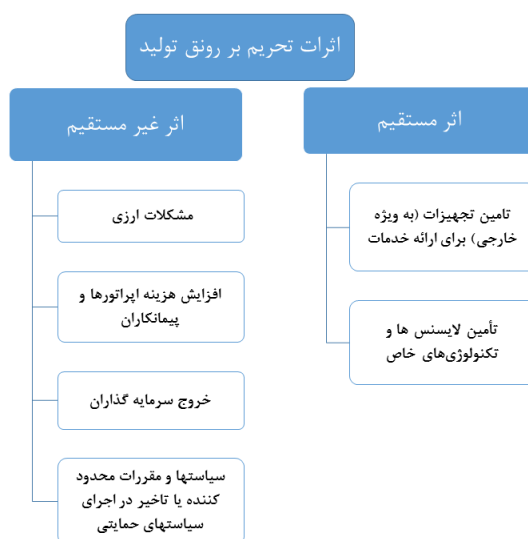 اثرات تحریم بر رونق تولید
اثر مستقیم
تامین تجهیزات (به ویژه
خارجی) برای ارائه خدمات
تأمین لایسنس ها و
تکنولوژی‌های خاص
اثر غیر مستقیم
مشکلات ارزی
افزایش هزینه اپراتورها و
پیمانکاران
خروج سرمایه گذاران
سیاستها و مقررات محدود
کننده یا تاخیر در اجرای
سیاستهای حمایتی